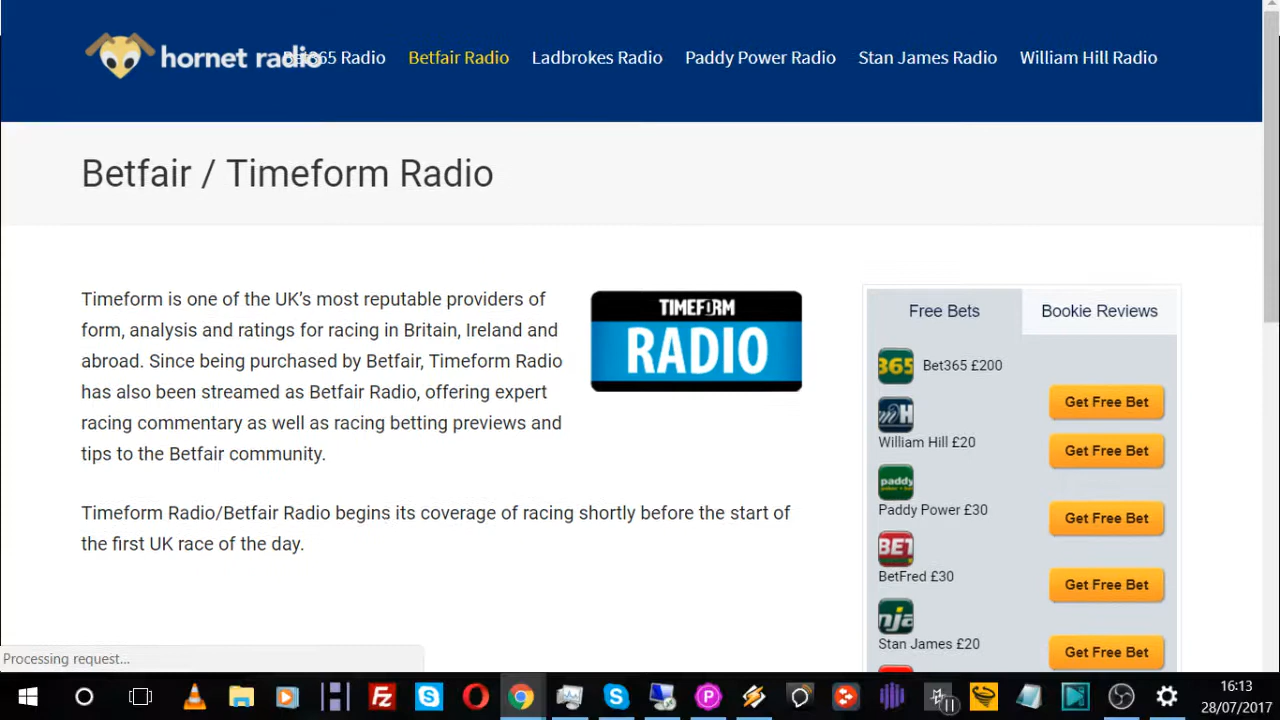 hornet radio
Bet365 Radio Betfair Radio Ladbrokes Radio Paddy Power Radio Stan James Radio William Hill Radio
Betfair / Timeform Radio
Timeform is one of the UK's most reputable providers of
form, analysis and ratings for racing in Britain, Ireland and
abroad. Since being purchased by Betfair, Timeform Radio
has also been streamed as Betfair Radio, offering expert
racing commentary as well as racing betting previews and
tips to the Betfair community.
TIMEFORM
RADIO
Timeform Radio/Betfair Radio begins its coverage of racing shortly before the start of
the first UK race of the day.
Free Bets Bookie Reviews
365 Bet365 £200
Get Free Bet
William Hill £20
Get Free Bet
paddy
Paddy Power £30
Get Free Bet
BET
BetFred £30
Get Free Bet
nja
Stan James £20
Get Free Bet
Processing request...
16:13
28/07/2017